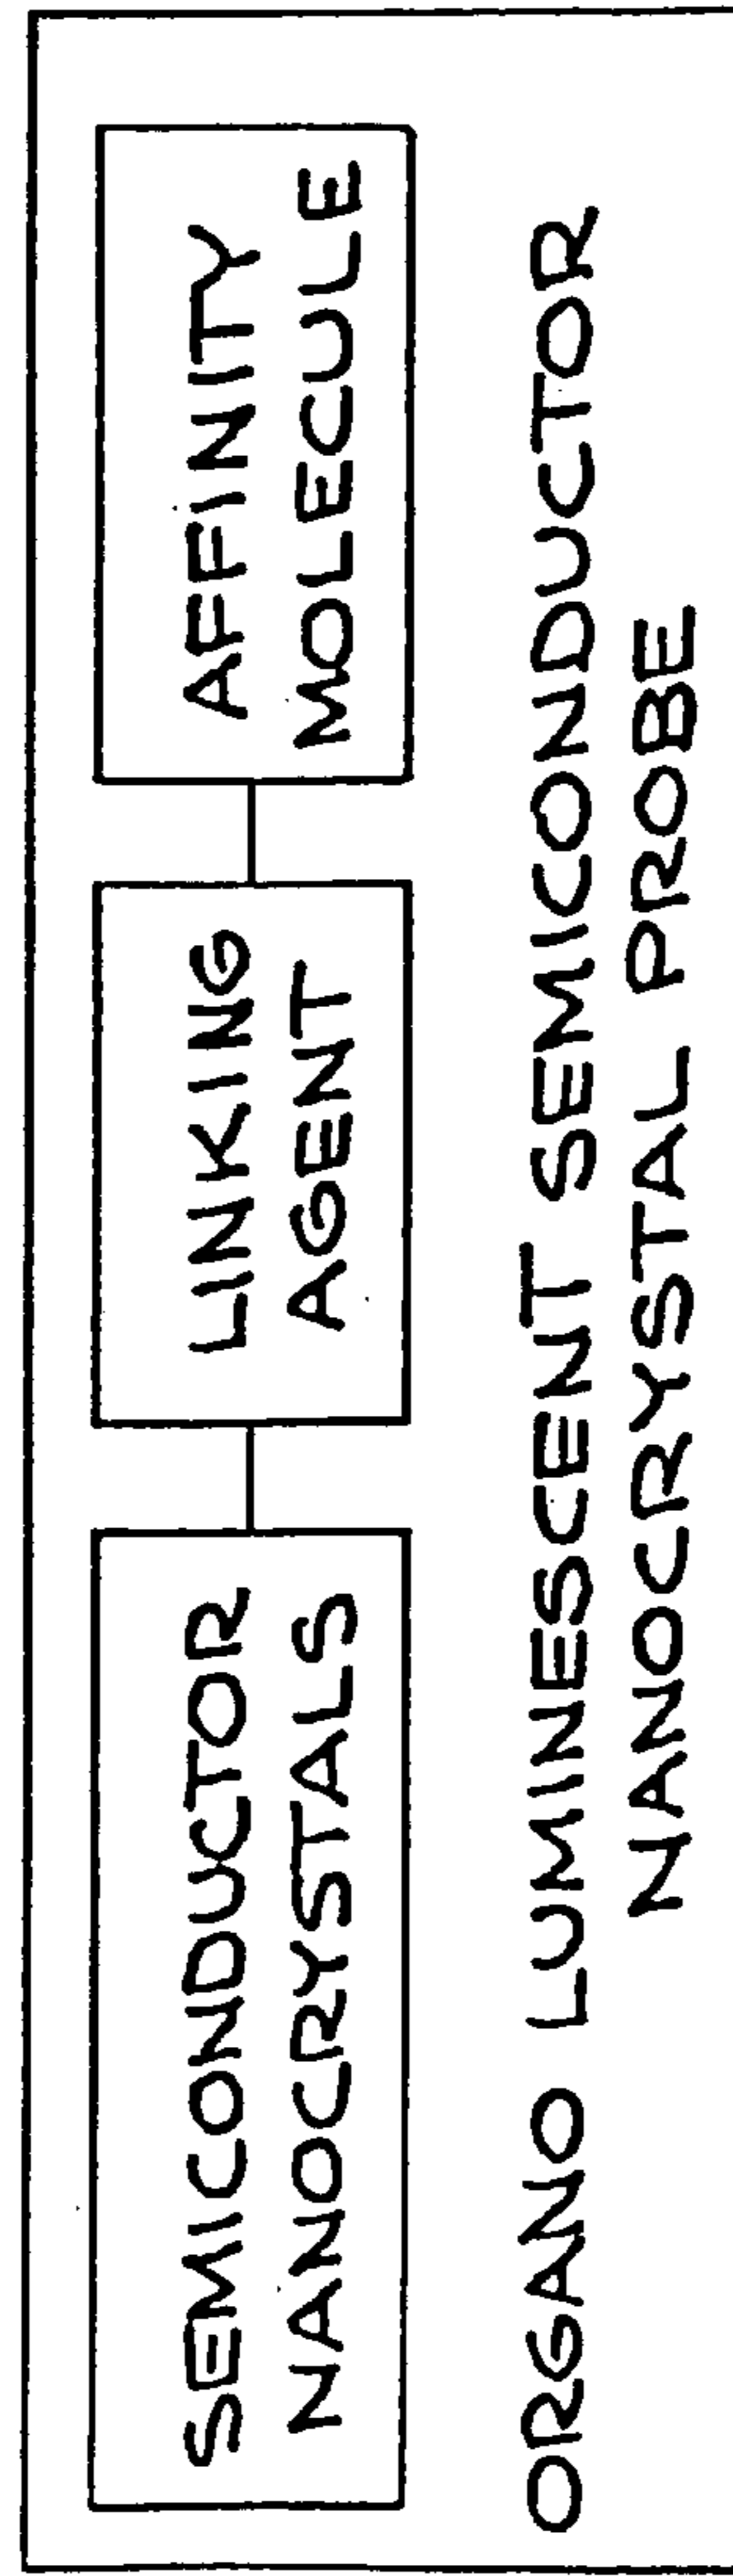 SEMICONDUCTOR
NANOCRYSTALS
LINKING
AGENT
AFFINITY
MOLECULE
ORGANO LUMINESCENT SEMICONDUCTOR
NANOCRYSTAL PROBE